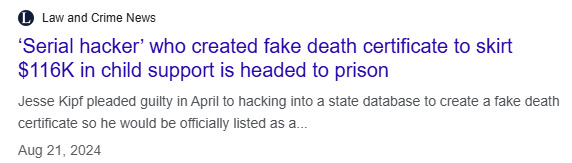 L Law and Crime News
‘Serial hacker’ who created fake death certificate to skirt
$116K in child support is headed to prison
Jesse Kipf pleaded guilty in April to hacking into a state database to create a fake death
certificate so he would be officially listed as a...
Aug 21, 2024